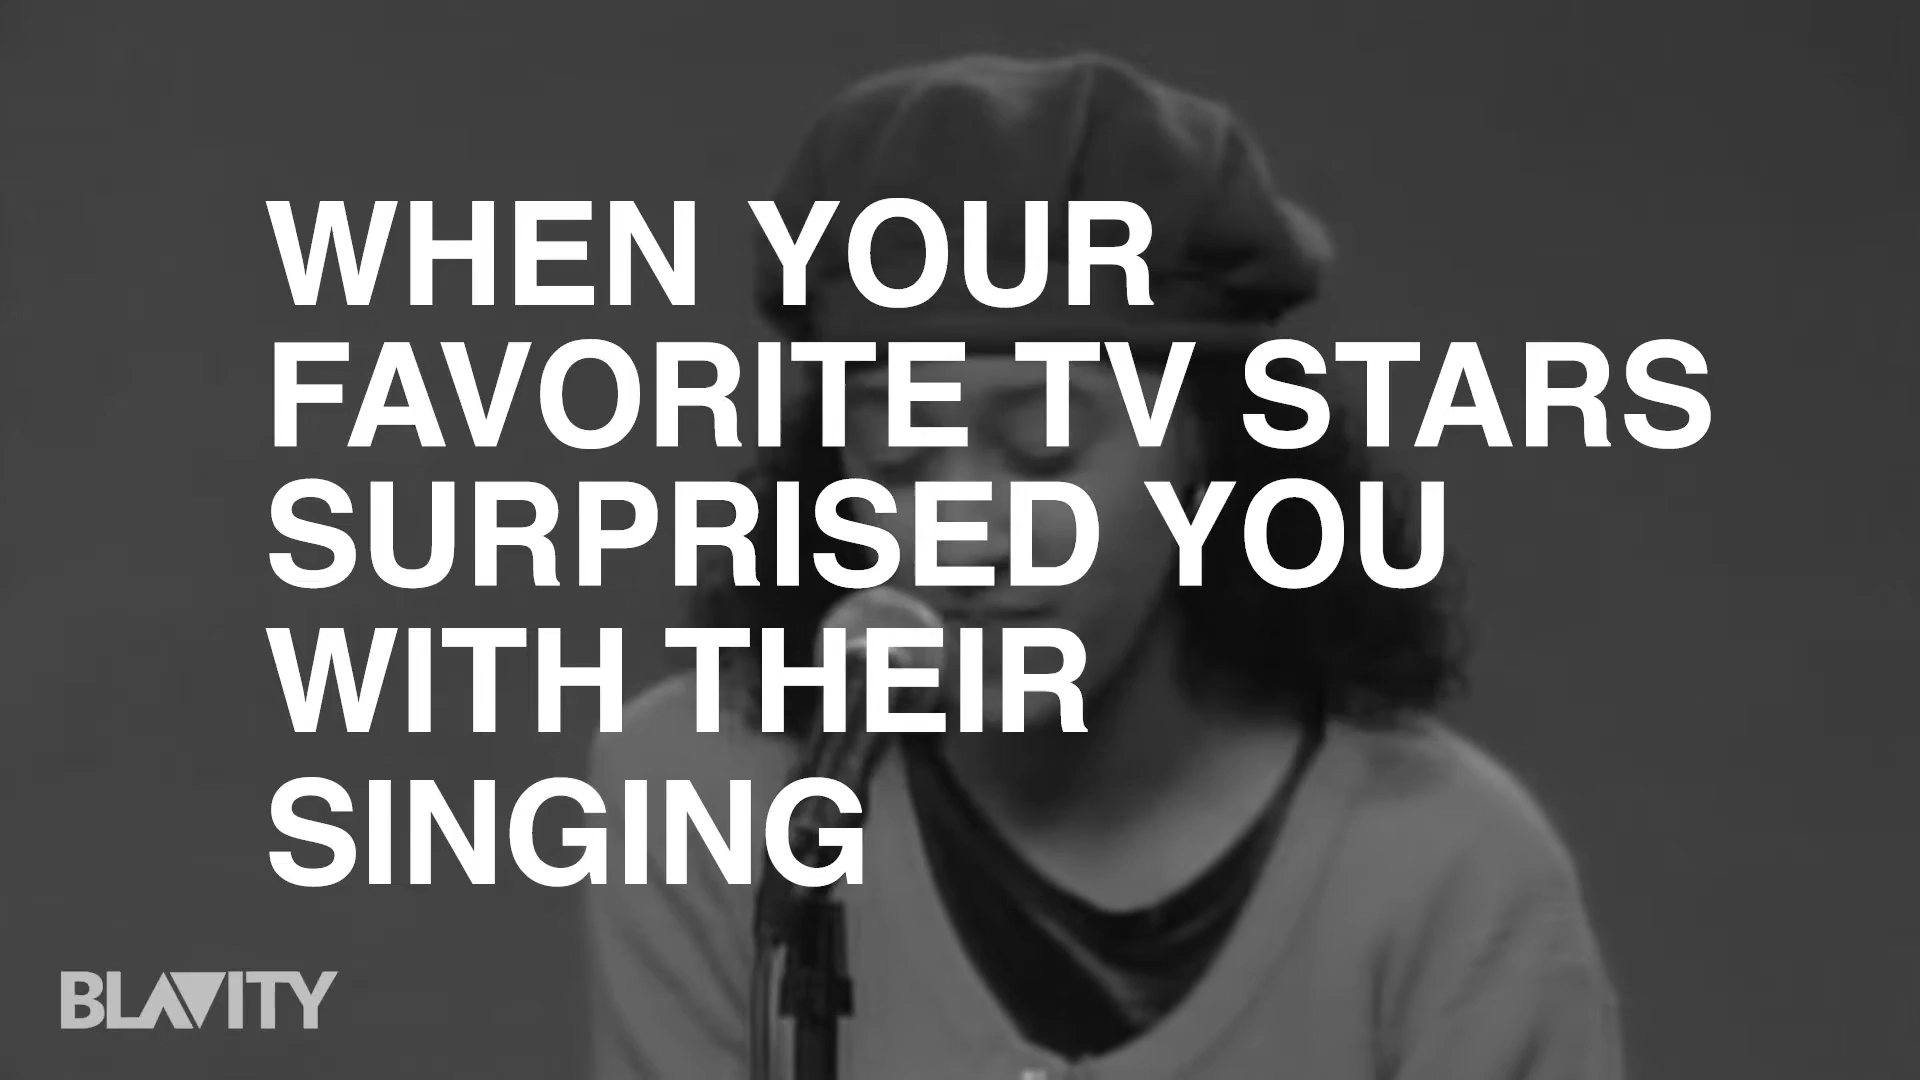 WHEN YOUR
FAVORITE TV STARS
SURPRISED YOU
WITH THEIR
SINGING
BLAVITY